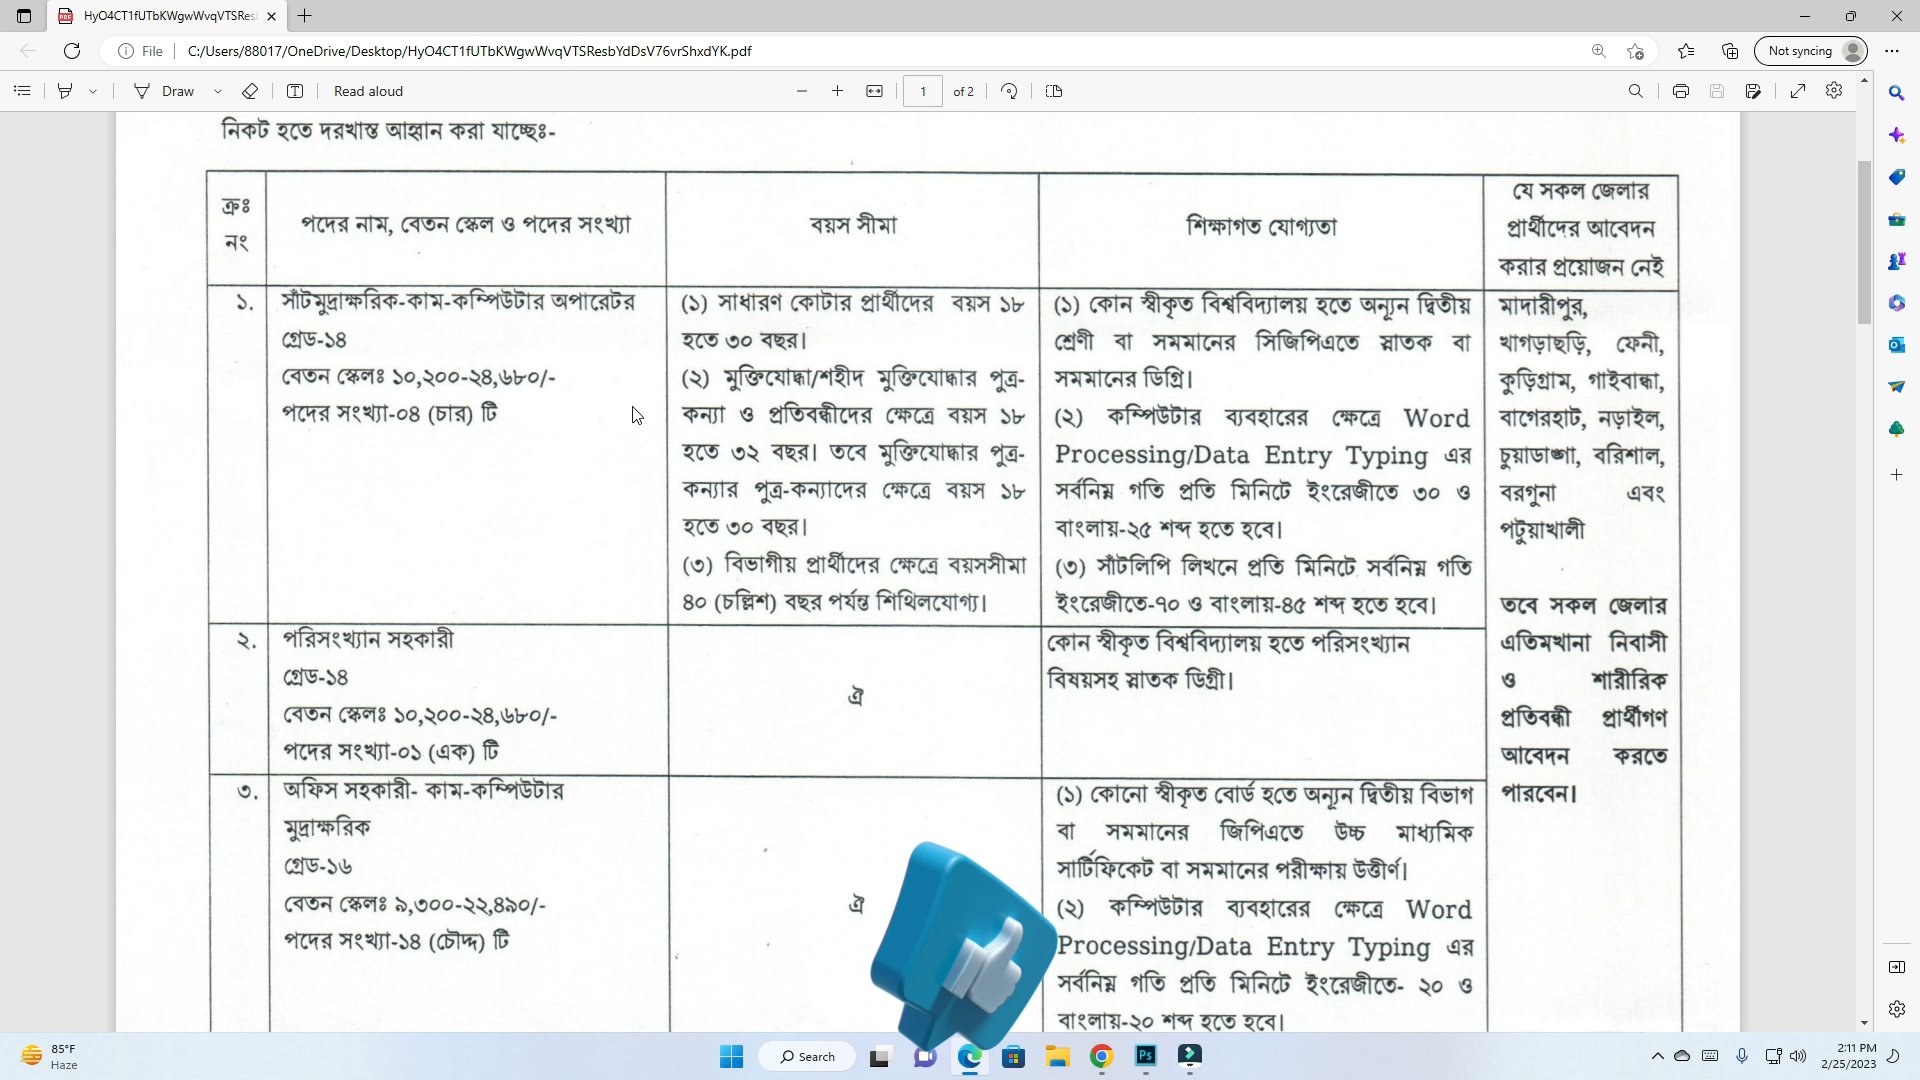 HyO4CT1fUTbKWgwWvqVTSRes
File
C:/Users/88017/OneDrive/Desktop/HyO4CT1fUTbKWgwWvqVTSResbYdDsV76vrShxdYK.pdf
Not syncing
Draw
Read aloud
1
of 2
নিকট হতে দরখাস্ত আহ্বান করা যাচ্ছেঃ-
ক্রঃ
নং
পদের নাম, বেতন স্কেল ও পদের সংখ্যা
বয়স সীমা
শিক্ষাগত যোগ্যতা
যে সকল জেলার
প্রার্থীদের আবেদন
করার প্রয়োজন নেই
১.
সাঁটমুদ্রাক্ষরিক-কাম-কম্পিউটার অপারেটর
গ্রেড-১৪
বেতন স্কেলঃ ১০,২০০-২৪,৬৮০/-
পদের সংখ্যা-০৪ (চার) টি
(১) সাধারণ কোটার প্রার্থীদের বয়স ১৮
হতে ৩০ বছর।
(২) মুক্তিযোদ্ধা/শহীদ মুক্তিযোদ্ধার পুত্র-
কন্যা ও প্রতিবন্ধীদের ক্ষেত্রে বয়স ১৮
হতে ৩২ বছর। তবে মুক্তিযোদ্ধার পুত্র-
কন্যার পুত্র-কন্যাদের ক্ষেত্রে বয়স ১৮
হতে ৩০ বছর।
(৩) বিভাগীয় প্রার্থীদের ক্ষেত্রে বয়সসীমা
৪০ (চল্লিশ) বছর পর্যন্ত শিথিলযোগ্য।
(১) কোন স্বীকৃত বিশ্ববিদ্যালয় হতে অন্যূন দ্বিতীয়
শ্রেণী বা সমমানের সিজিপিএতে স্নাতক বা
সমমানের ডিগ্রি।
(২) কম্পিউটার ব্যবহারের ক্ষেত্রে Word
Processing/Data Entry Typing এর
সর্বনিম্ন গতি প্রতি মিনিটে ইংরেজীতে ৩০ ও
বাংলায়-২৫ শব্দ হতে হবে।
(৩) সাঁটলিপি লিখনে প্রতি মিনিটে সর্বনিম্ন গতি
ইংরেজীতে-৭০ ও বাংলায়-৪৫ শব্দ হতে হবে।
মাদারীপুর,
খাগড়াছড়ি, ফেনী,
কুড়িগ্রাম, গাইবান্ধা,
বাগেরহাট, নড়াইল,
চুয়াডাঙ্গা, বরিশাল,
বরগুনা এবং
পটুয়াখালী
তবে সকল জেলার
এতিমখানা নিবাসী
ও শারীরিক
প্রতিবন্ধী প্রার্থীগণ
আবেদন করতে
পারবেন।
২.
পরিসংখ্যান সহকারী
গ্রেড-১৪
বেতন স্কেলঃ ১০,২০০-২৪,৬৮০/-
পদের সংখ্যা-০১ (এক) টি
ঐ
কোন স্বীকৃত বিশ্ববিদ্যালয় হতে পরিসংখ্যান
বিষয়সহ স্নাতক ডিগ্রী।
৩.
অফিস সহকারী- কাম-কম্পিউটার
মুদ্রাক্ষরিক
গ্রেড-১৬
বেতন স্কেলঃ ৯,৩০০-২২,৪৯০/-
পদের সংখ্যা-১৪ (চৌদ্দ) টি
ঐ
(১) কোনো স্বীকৃত বোর্ড হতে অন্যূন দ্বিতীয় বিভাগ
বা সমমানের জিপিএতে উচ্চ মাধ্যমিক
সার্টিফিকেট বা সমমানের পরীক্ষায় উত্তীর্ণ।
(২) কম্পিউটার ব্যবহারের ক্ষেত্রে Word
Processing/Data Entry Typing এর
সর্বনিম্ন গতি প্রতি মিনিটে ইংরেজীতে- ২০ ও
বাংলায়-২০ শব্দ হতে হবে।
85°F
Haze
Search
Ps
2:11 PM
2/25/2023